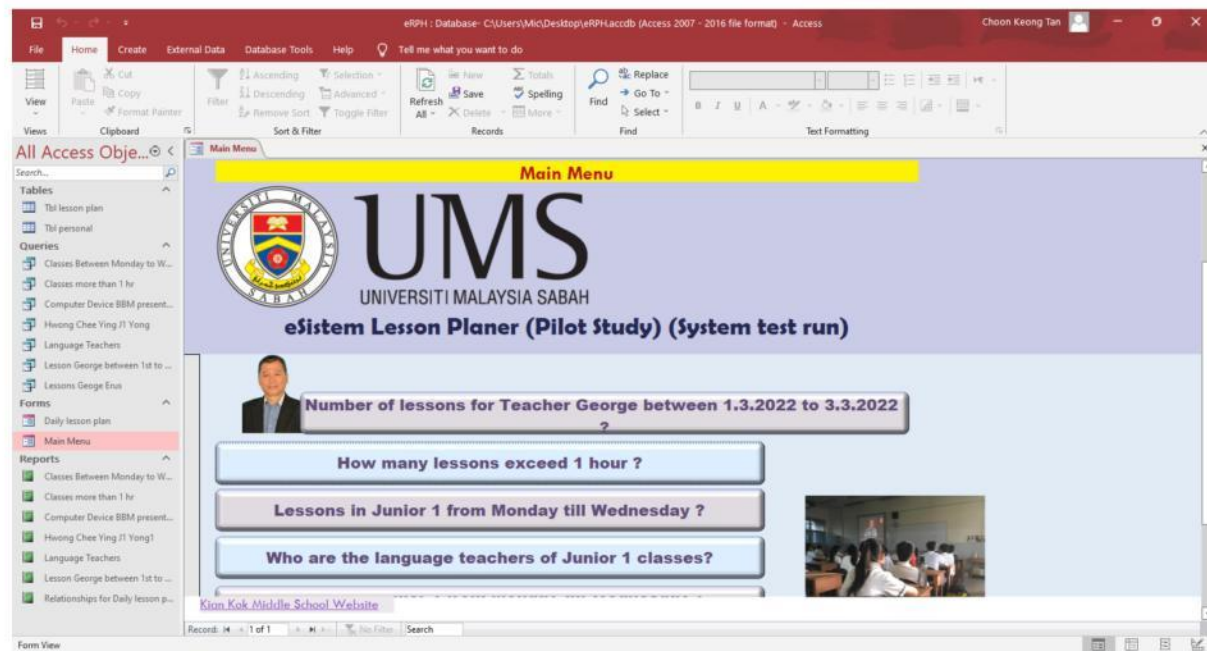 eRPH : Database- C:\Users\Mic\Desktop\eRPH.accdb (Access 2007 - 2016 file format) - Access
Choon Keong Tan
File Home Create External Data Database Tools Help Tell me what you want to do
View
Views
Paste
Cut
Copy
Format Painter
Clipboard
Filter
Ascending
Descending
Remove Sort
Selection
Advanced
Toggle Filter
Sort & Filter
Refresh All
New
Save
Delete
Totals
Spelling
More
Records
Find
Replace
Go To
Select
Find
B I U A
Text Formatting
All Access Obje...
Search...
Tables
Tbl lesson plan
Tbl personal
Queries
Classes Between Monday to W...
Classes more than 1 hr
Computer Device BBM present...
Hwong Chee Ying J1 Yong
Language Teachers
Lesson George between 1st to ...
Lessons Geoge Erus
Forms
Daily lesson plan
Main Menu
Reports
Classes Between Monday to W...
Classes more than 1 hr
Computer Device BBM present...
Hwong Chee Ying J1 Yong1
Language Teachers
Lesson George between 1st to ...
Relationships for Daily lesson p...
Main Menu
Main Menu
UNIVERSITI MALAYSIA
SABAH
UMS
UNIVERSITI MALAYSIA SABAH
eSistem Lesson Planer (Pilot Study) (System test run)
Number of lessons for Teacher George between 1.3.2022 to 3.3.2022
?
How many lessons exceed 1 hour ?
Lessons in Junior 1 from Monday till Wednesday ?
Who are the language teachers of Junior 1 classes?
Kian Kok Middle School Website
Record: 1 of 1 No Filter Search
Form View